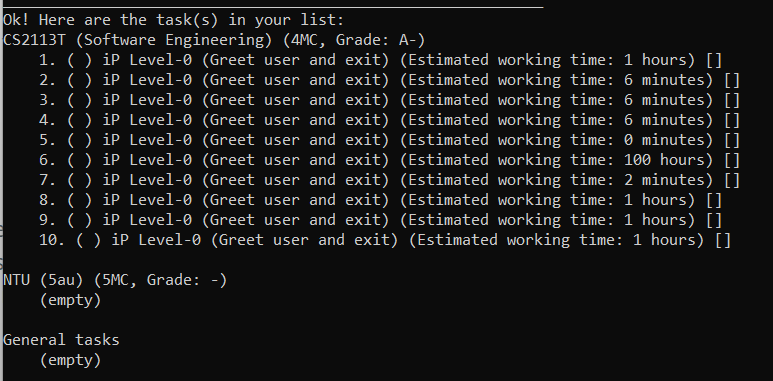 Ok! Here are the task(s) in your list:
CS2113T (Software Engineering) (4MC, Grade: A-)
1. ( ) iP Level-0 (Greet user and exit) (Estimated working time: 1 hours) []
2. ( ) iP Level-0 (Greet user and exit) (Estimated working time: 6 minutes) []
3. ( ) iP Level-0 (Greet user and exit) (Estimated working time: 6 minutes) []
4. ( ) iP Level-0 (Greet user and exit) (Estimated working time: 6 minutes) []
5. ( ) iP Level-0 (Greet user and exit) (Estimated working time: 0 minutes) []
6. ( ) iP Level-0 (Greet user and exit) (Estimated working time: 100 hours) []
7. ( ) iP Level-0 (Greet user and exit) (Estimated working time: 2 minutes) []
8. ( ) iP Level-0 (Greet user and exit) (Estimated working time: 1 hours) []
9. ( ) iP Level-0 (Greet user and exit) (Estimated working time: 1 hours) []
10. ( ) iP Level-0 (Greet user and exit) (Estimated working time: 1 hours) []
NTU (5au) (5MC, Grade: -)
(empty)
General tasks
(empty)